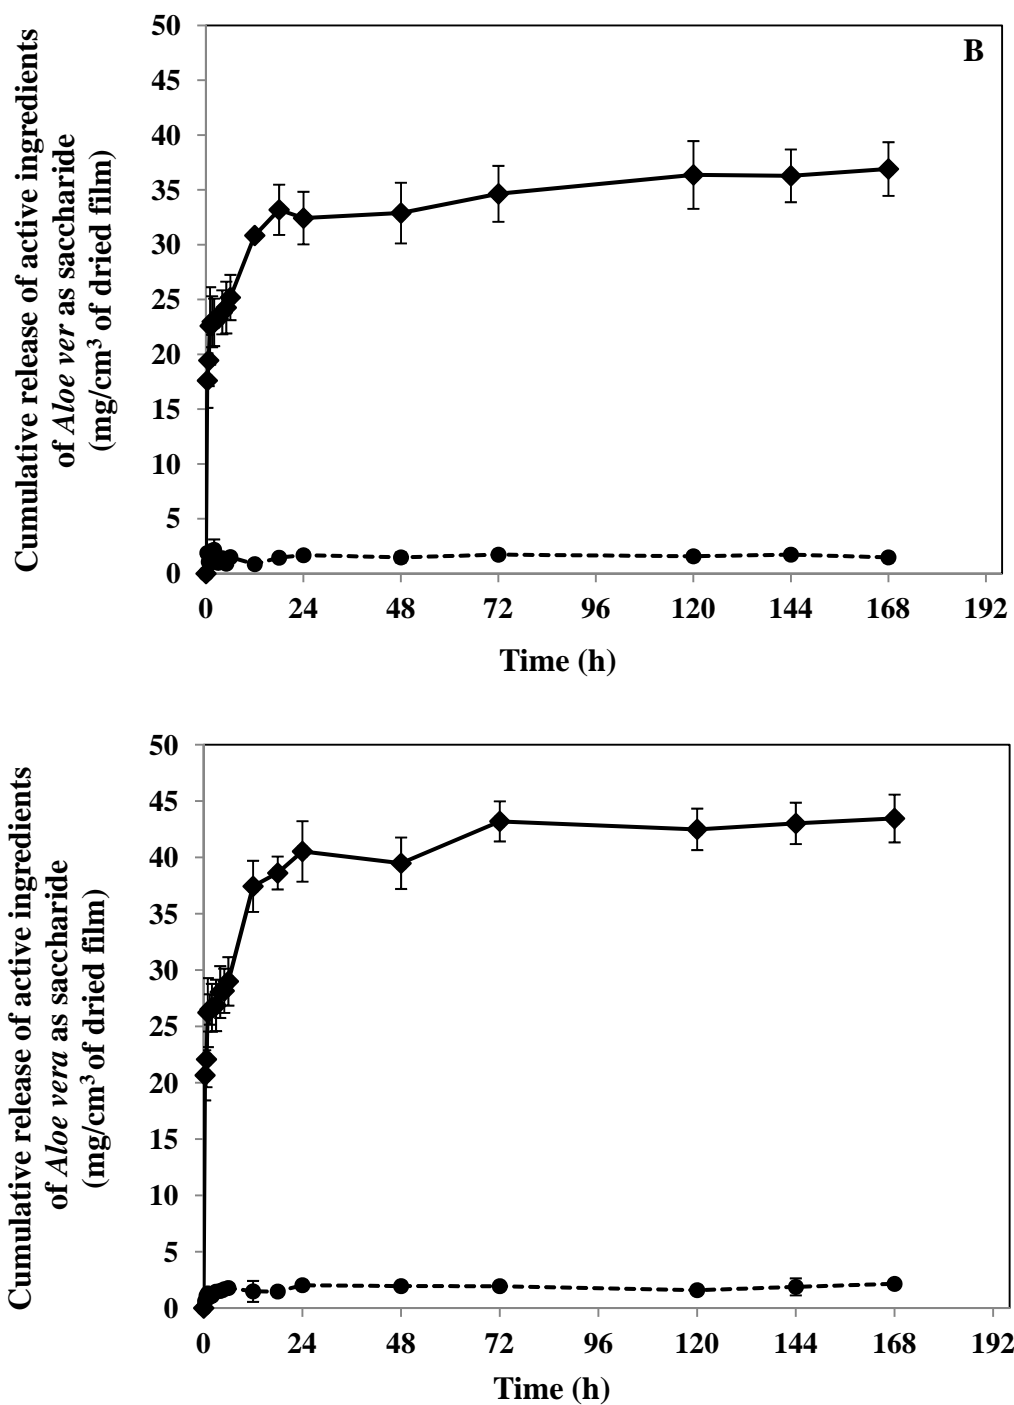 Cumulative release of active ingredients
of Aloe ver as saccharide
(mg/cm³ of dried film)
50
45
40
35
30
25
20
15
10
5
0
B
0 24 48 72 96 120 144 168 192
Time (h)
Cumulative release of active ingredients
of Aloe vera as saccharide
(mg/cm³ of dried film)
50
45
40
35
30
25
20
15
10
5
0
0 24 48 72 96 120 144 168 192
Time (h)